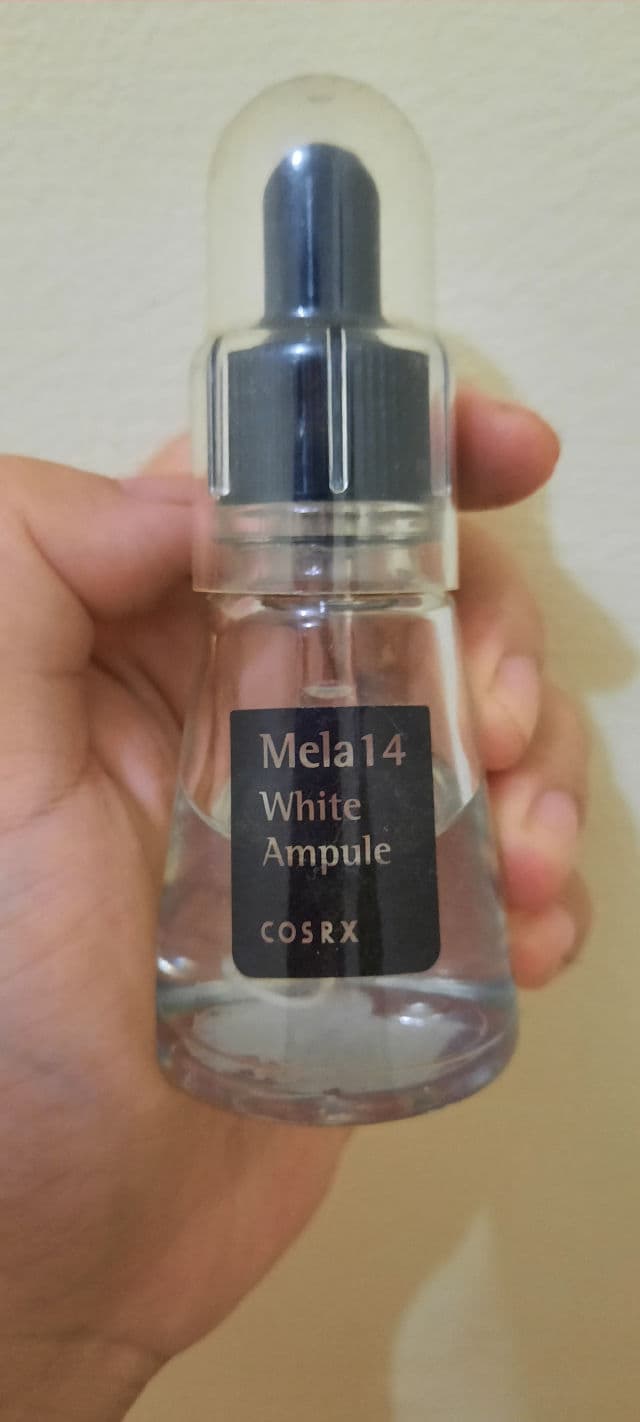 Mela14
White
Ampule
COSRX